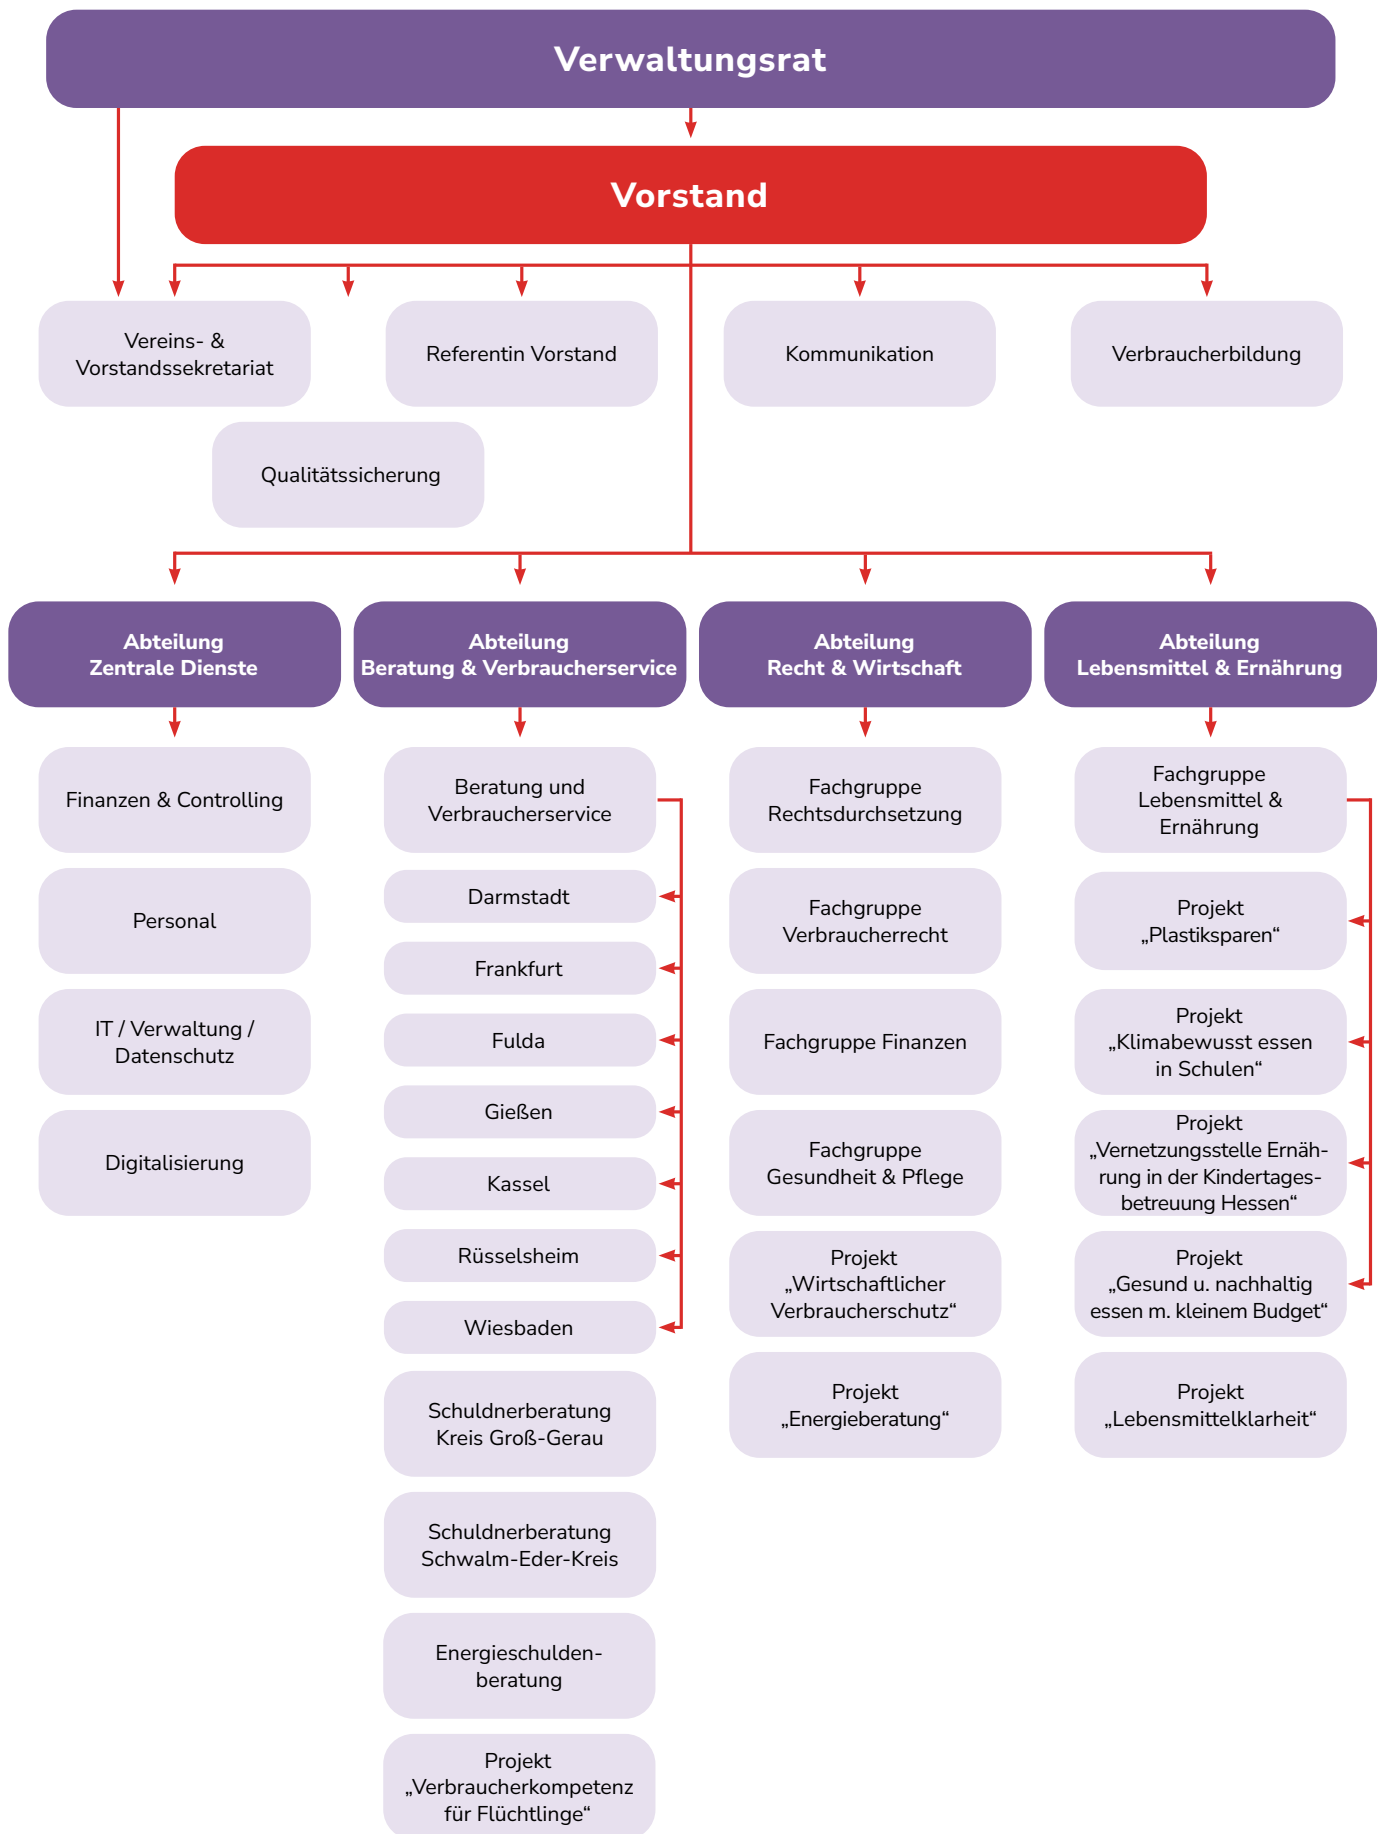 Verwaltungsrat
Vorstand
Vereins- &
Vorstandssekretariat
Referentin Vorstand
Kommunikation
Verbraucherbildung
Qualitätssicherung
Abteilung
Zentrale Dienste
Abteilung
Beratung & Verbraucherservice
Abteilung
Recht & Wirtschaft
Abteilung
Lebensmittel & Ernährung
Finanzen & Controlling
Personal
IT / Verwaltung /
Datenschutz
Digitalisierung
Beratung und
Verbraucherservice
Darmstadt
Frankfurt
Fulda
Gießen
Kassel
Rüsselsheim
Wiesbaden
Schuldnerberatung
Kreis Groß-Gerau
Schuldnerberatung
Schwalm-Eder-Kreis
Energieschulden-
beratung
Projekt
„Verbraucherkompetenz
für Flüchtlinge“
Fachgruppe
Rechtsdurchsetzung
Fachgruppe
Verbraucherrecht
Fachgruppe Finanzen
Fachgruppe
Gesundheit & Pflege
Projekt
„Wirtschaftlicher
Verbraucherschutz“
Projekt
„Energieberatung“
Fachgruppe
Lebensmittel &
Ernährung
Projekt
„Plastiksparen“
Projekt
„Klimabewusst essen
in Schulen“
Projekt
„Vernetzungsstelle Ernäh-
rung in der Kindertages-
betreuung Hessen“
Projekt
„Gesund u. nachhaltig
essen m. kleinem Budget“
Projekt
„Lebensmittelklarheit“